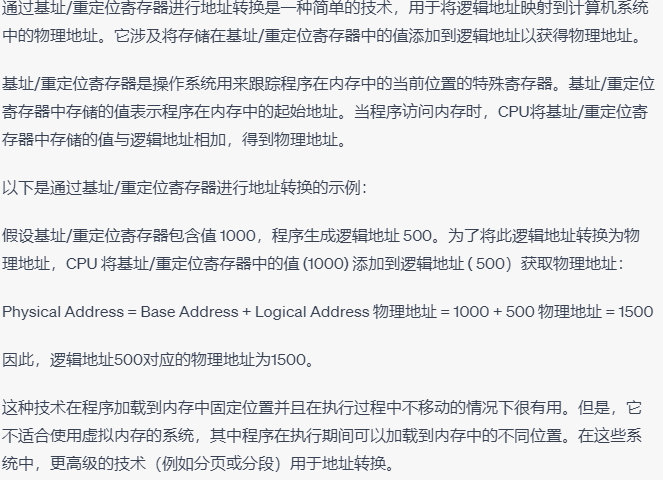 通过基址/重定位寄存器进行地址转换是一种简单的技术，用于将逻辑地址映射到计算机系统
中的物理地址。它涉及将存储在基址/重定位寄存器中的值添加到逻辑地址以获得物理地址。
基址/重定位寄存器是操作系统用来跟踪程序在内存中的当前位置的特殊寄存器。基址/重定位
寄存器中存储的值表示程序在内存中的起始地址。当程序访问内存时，CPU将基址/重定位寄
存器中存储的值与逻辑地址相加，得到物理地址。
以下是通过基址/重定位寄存器进行地址转换的示例：
假设基址/重定位寄存器包含值 1000，程序生成逻辑地址 500。为了将此逻辑地址转换为物
理地址，CPU 将基址/重定位寄存器中的值 (1000) 添加到逻辑地址 ( 500）获取物理地址：
Physical Address = Base Address + Logical Address 物理地址 = 1000 + 500 物理地址 = 1500
因此，逻辑地址500对应的物理地址为1500。
这种技术在程序加载到内存中固定位置并且在执行过程中不移动的情况下很有用。但是，它
不适合使用虚拟内存的系统，其中程序在执行期间可以加载到内存中的不同位置。在这些系
统中，更高级的技术（例如分页或分段）用于地址转换。